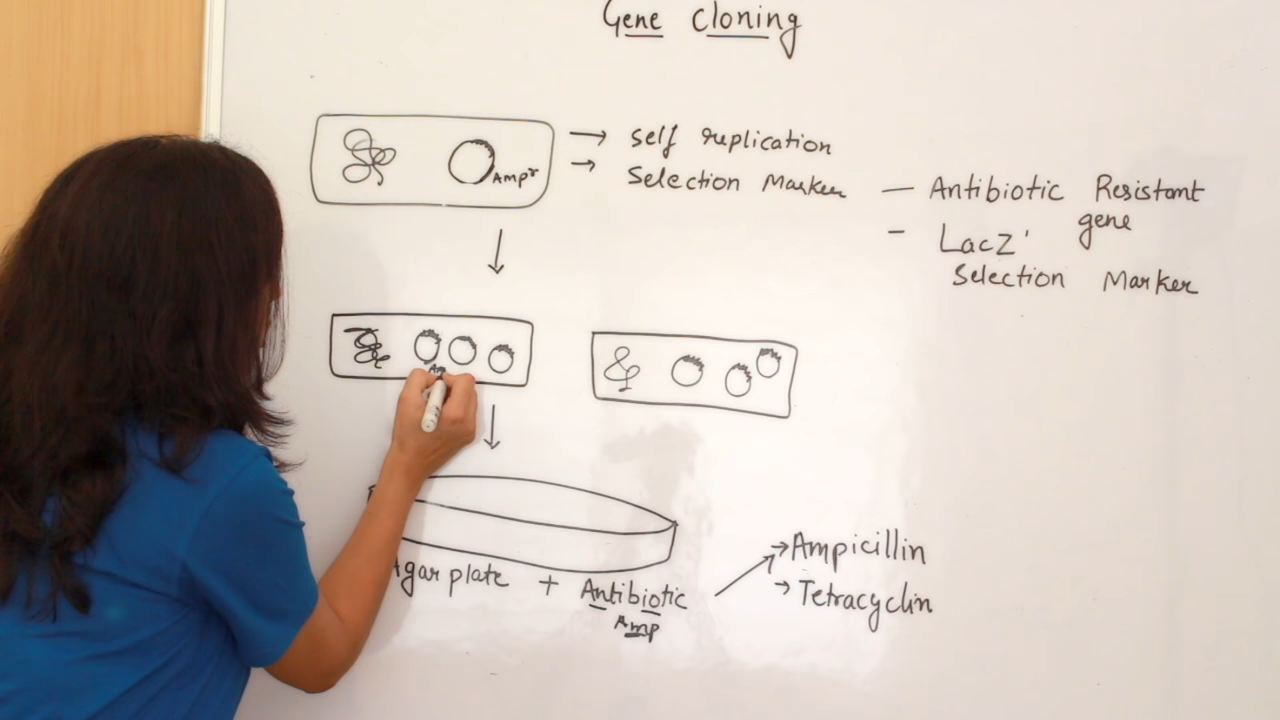 Gene Cloning
Ampʳ
→ self replication
→ Selection Marker
— Antibiotic Resistant
gene
- LacZ'
Selection Marker
Am
Agar plate + Antibiotic
Amp
→ Ampicillin
→ Tetracyclin